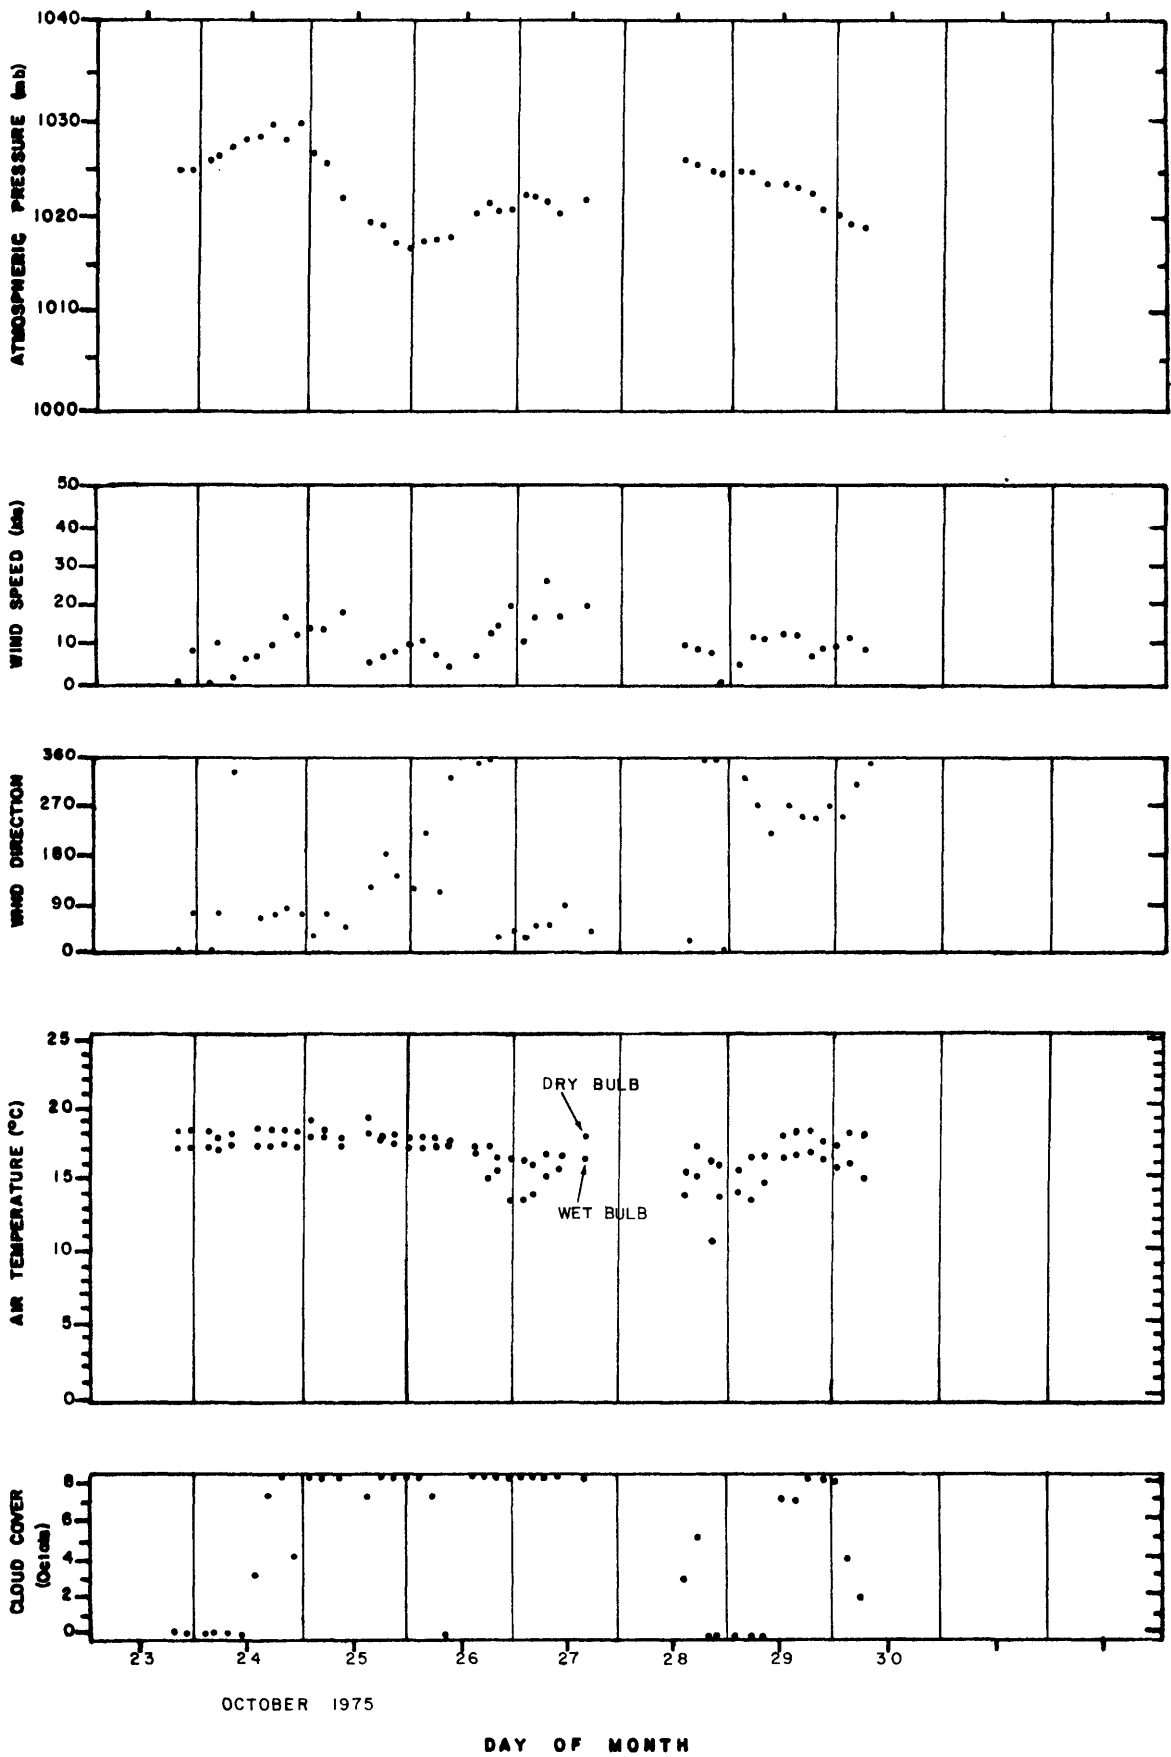 1040
1030
1020
1010
1000
ATMOSPHERIC PRESSURE (mb)
50
40
30
20
10
0
WIND SPEED (kts)
360
270
180
90
0
WIND DIRECTION
25
20
15
10
5
0
AIR TEMPERATURE (°C)
DRY BULB
WET BULB
8
6
4
2
0
CLOUD COVER
(Octals)
23 24 25 26 27 28 29 30
OCTOBER 1975
DAY OF MONTH